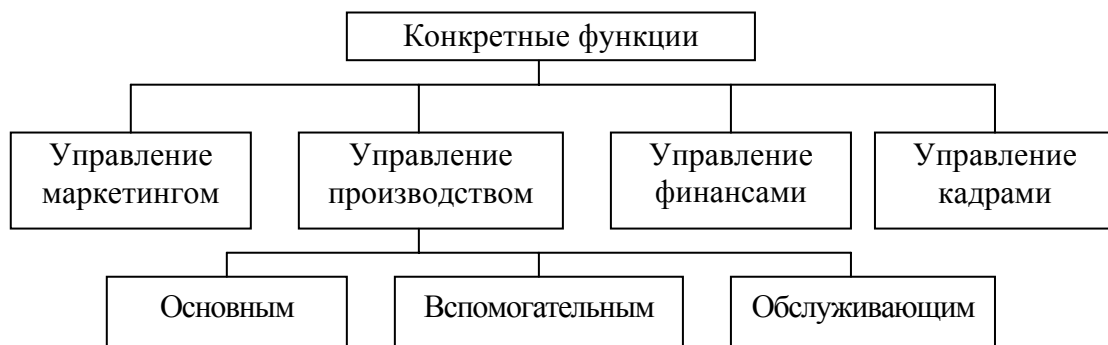 Конкретные функции
Управление
маркетингом
Управление
производством
Управление
финансами
Управление
кадрами
Основным
Вспомогательным
Обслуживающим